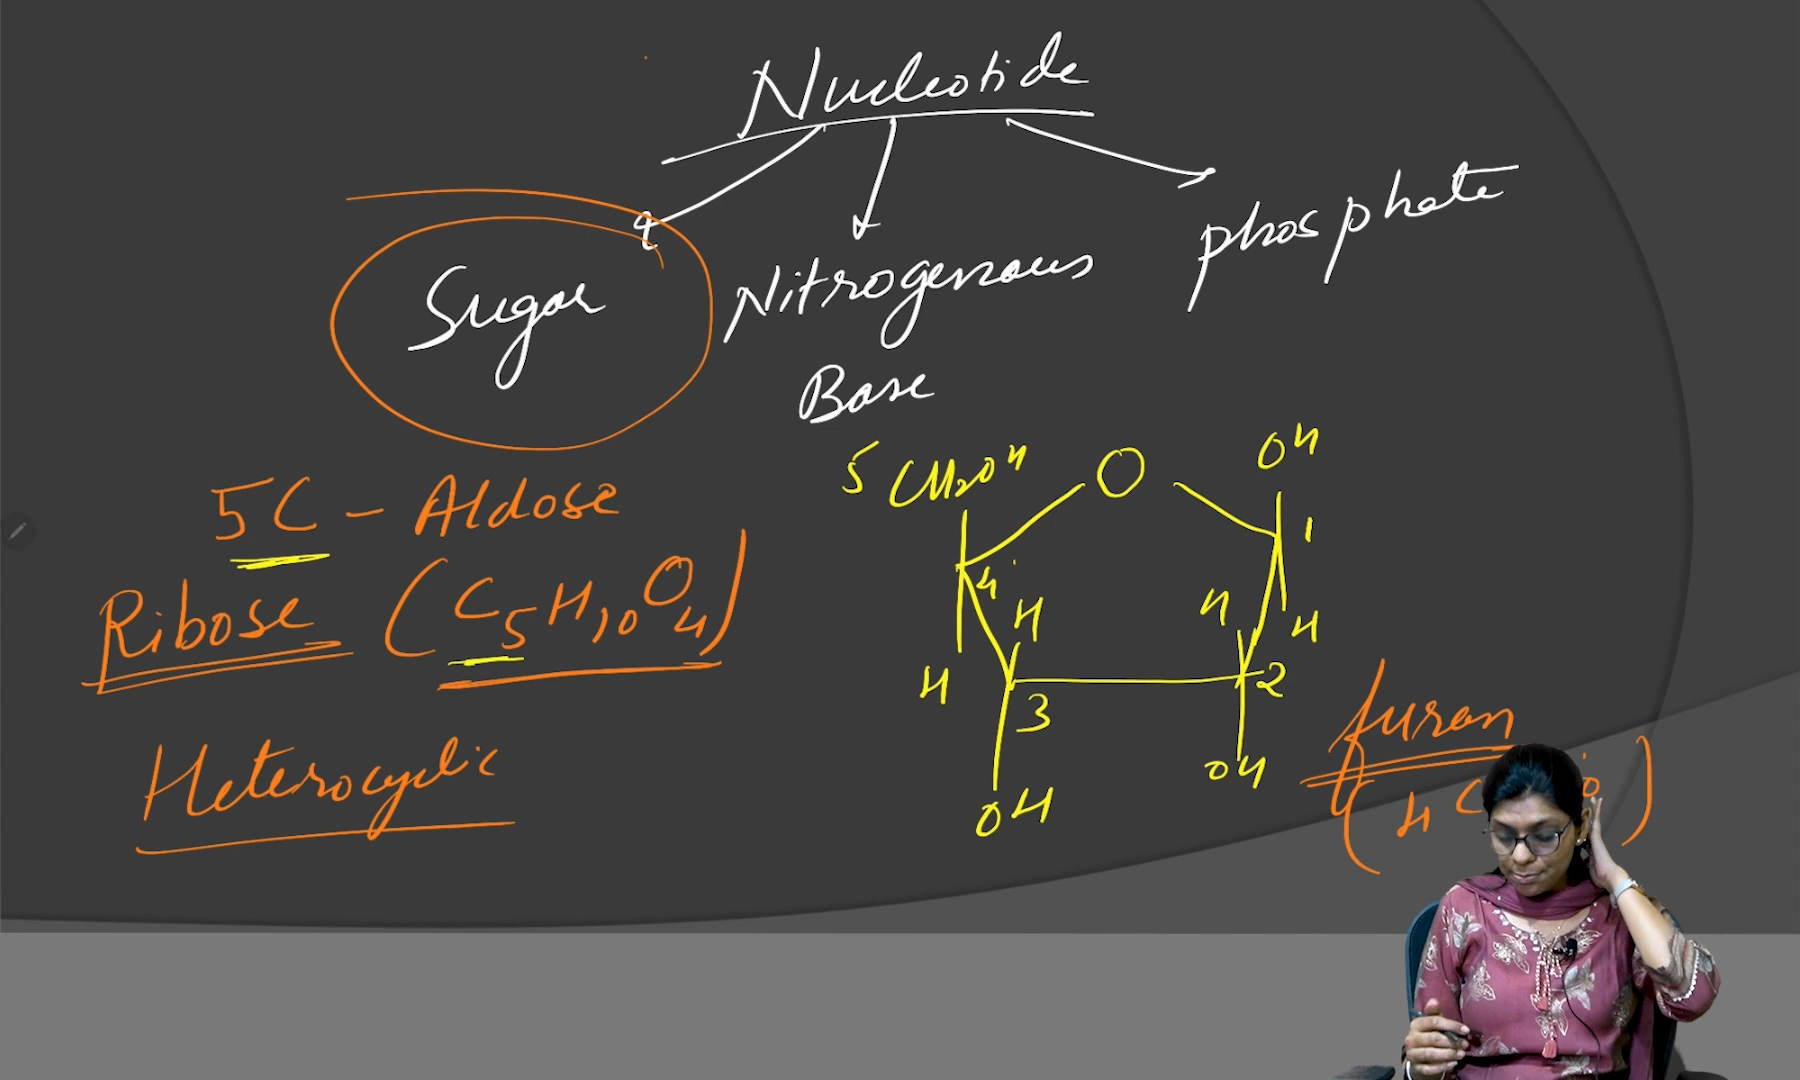 Nucleotide
Sugar
Nitrogenous
Base
phosphate
5C - Aldose
Ribose (C5H10O4)
Heterocyclic
5 CH2OH O OH
4 1
H H H H
3 2
OH OH
furan
(4C O)